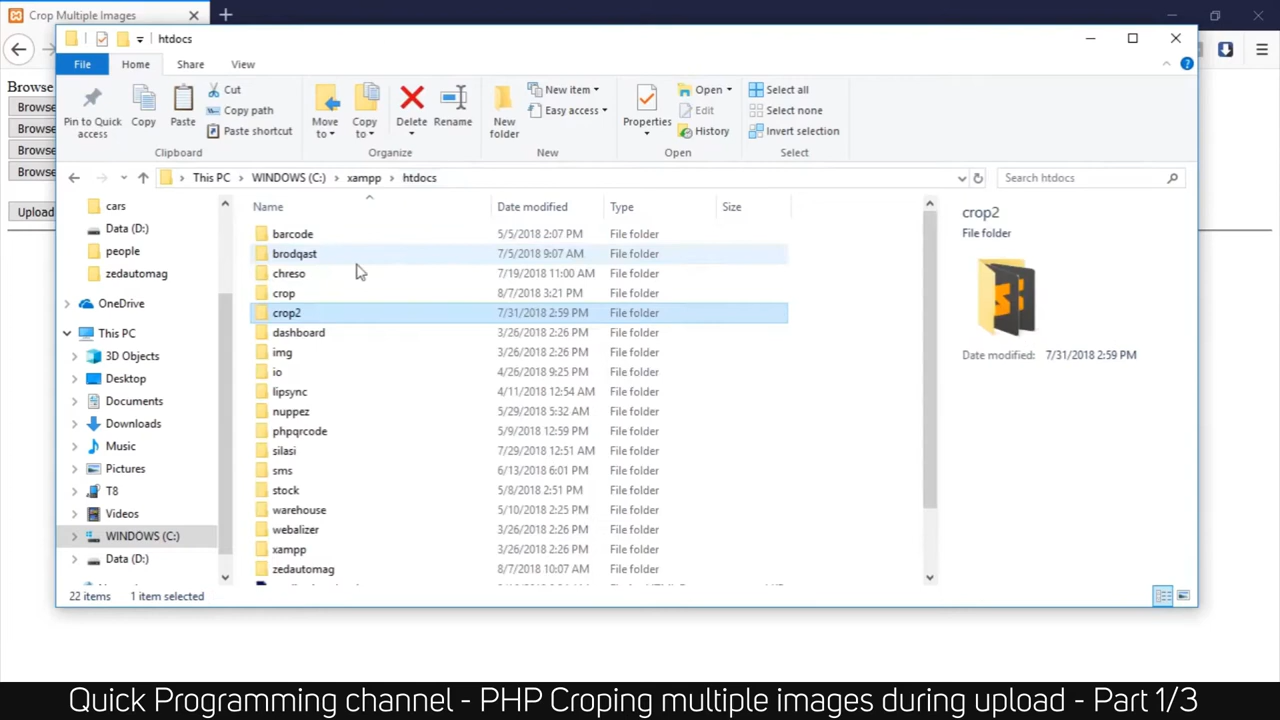 Crop Multiple Images
htdocs
File Home Share View
Browse
Browse
Browse
Browse
Browse
Upload
Pin to Quick access
Copy
Paste
Cut
Copy path
Paste shortcut
Clipboard
Move to
Copy to
Delete
Rename
Organize
New folder
New item
Easy access
New
Properties
Open
Edit
History
Open
Select all
Select none
Invert selection
Select
This PC WINDOWS (C:) xampp htdocs
Search htdocs
cars
Data (D:)
people
zedautomag
OneDrive
This PC
3D Objects
Desktop
Documents
Downloads
Music
Pictures
T8
Videos
WINDOWS (C:)
Data (D:)
Name Date modified Type Size
barcode 5/5/2018 2:07 PM File folder
brodqast 7/5/2018 9:07 AM File folder
chreso 7/19/2018 11:00 AM File folder
crop 8/7/2018 3:21 PM File folder
crop2 7/31/2018 2:59 PM File folder
dashboard 3/26/2018 2:26 PM File folder
img 3/26/2018 2:26 PM File folder
io 4/26/2018 9:25 PM File folder
lipsync 4/11/2018 12:54 AM File folder
nuppez 5/29/2018 5:32 AM File folder
phpqrcode 5/9/2018 12:59 PM File folder
silasi 7/29/2018 12:51 AM File folder
sms 6/13/2018 6:01 PM File folder
stock 5/8/2018 2:51 PM File folder
warehouse 5/10/2018 2:25 PM File folder
webalizer 3/26/2018 2:26 PM File folder
xampp 3/26/2018 2:26 PM File folder
zedautomag 8/7/2018 10:07 AM File folder
crop2
File folder
Date modified: 7/31/2018 2:59 PM
22 items 1 item selected
Quick Programming channel - PHP Croping multiple images during upload - Part 1/3